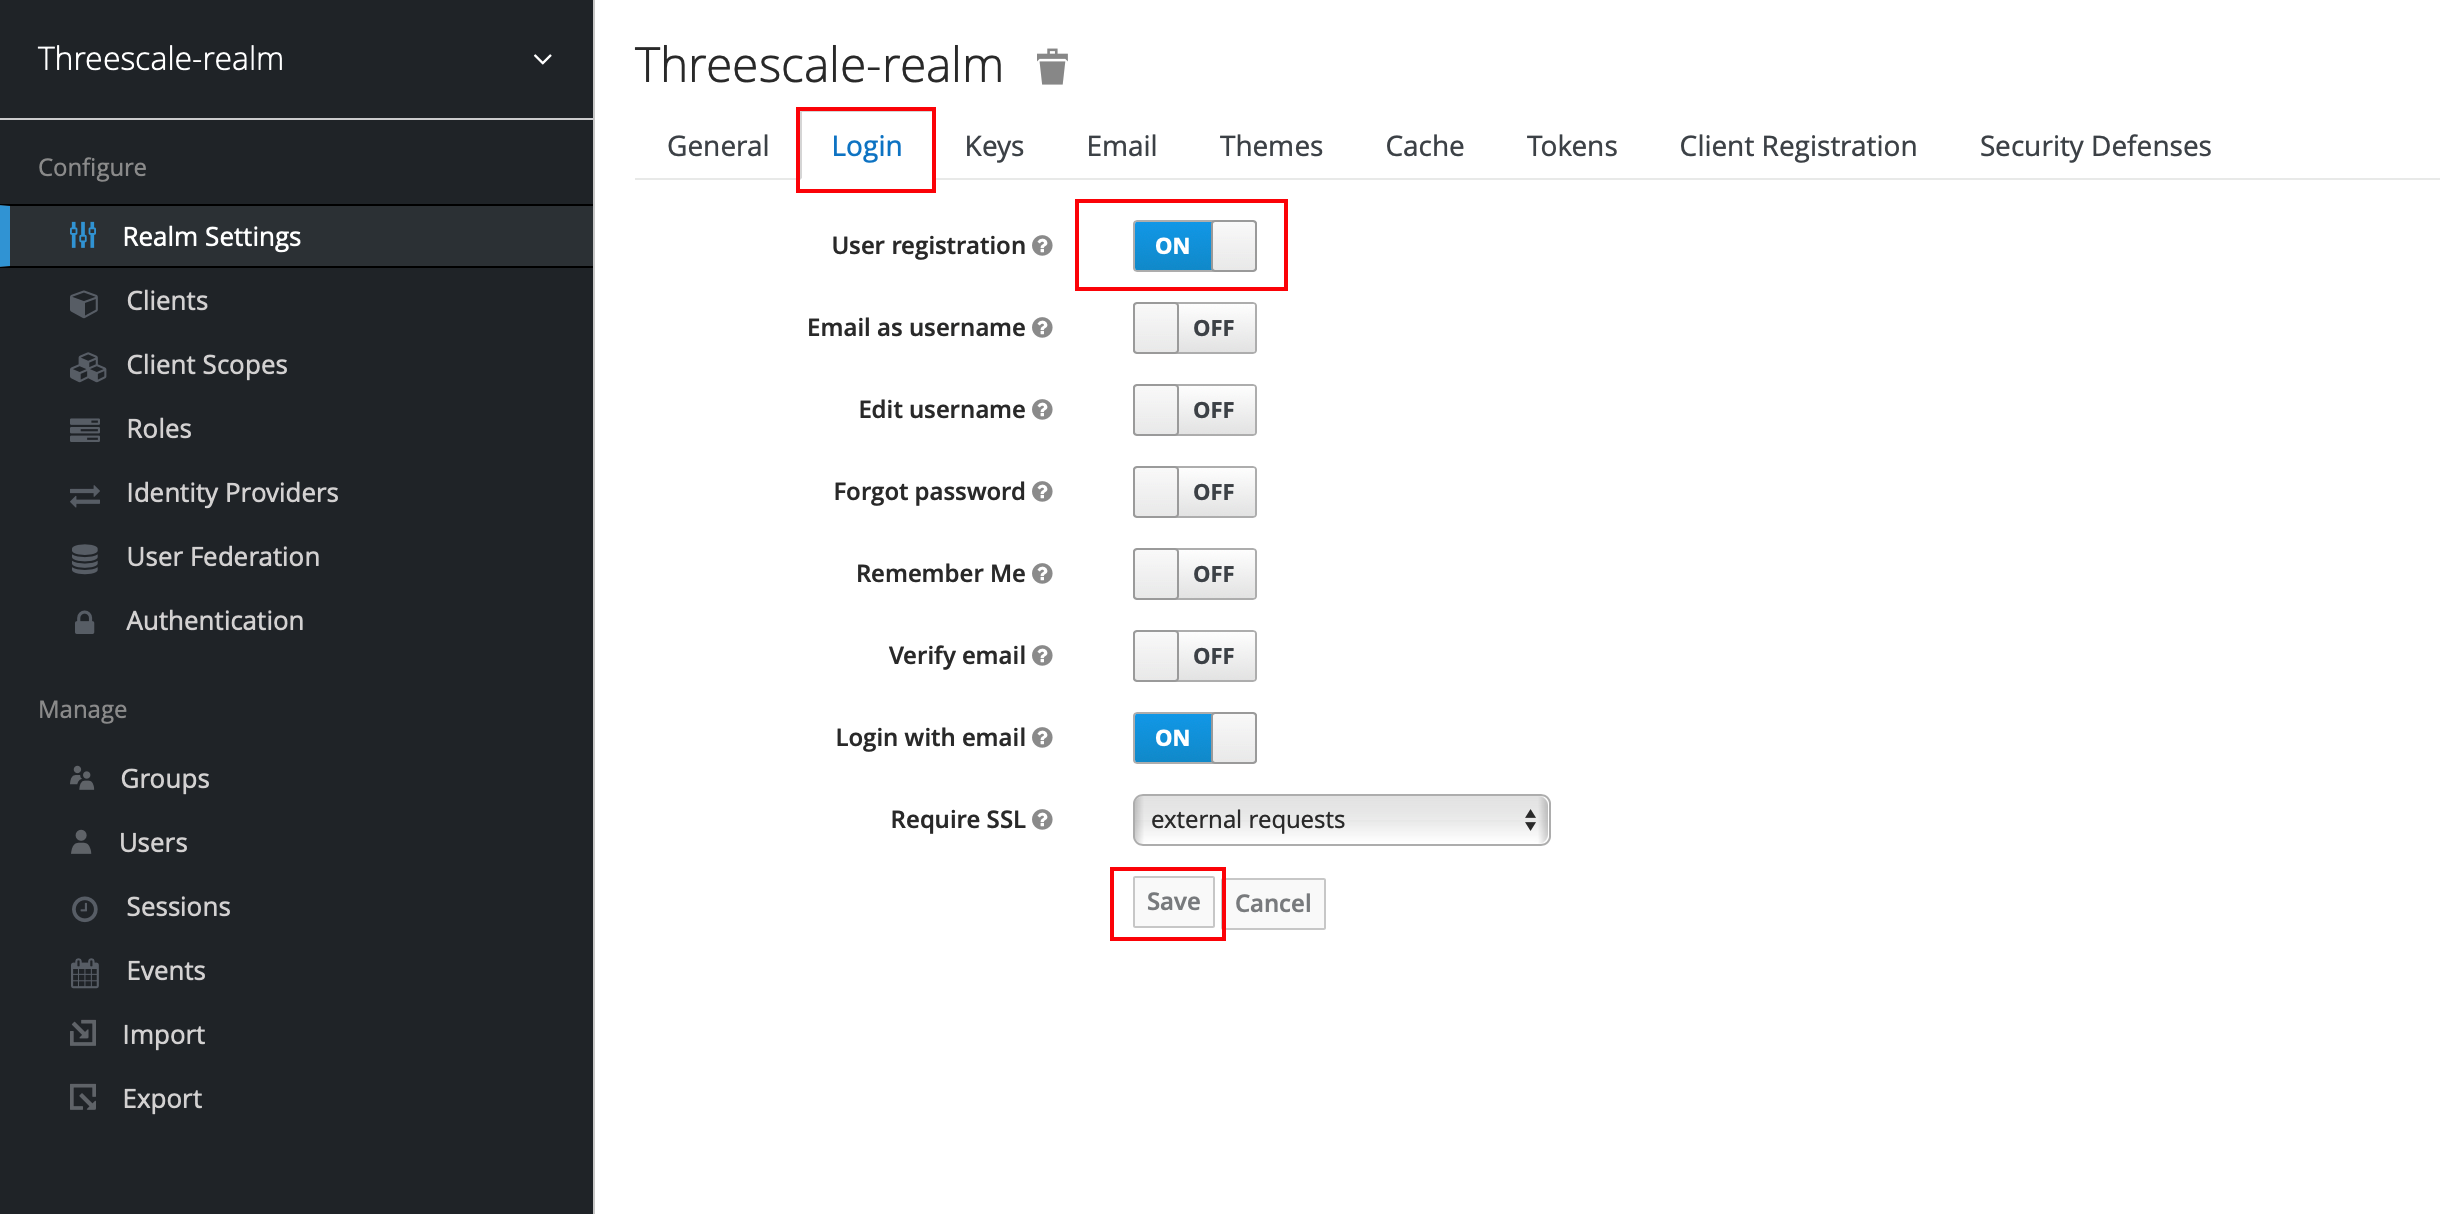 Threescale-realm
Configure
Realm Settings
Clients
Client Scopes
Roles
Identity Providers
User Federation
Authentication
Manage
Groups
Users
Sessions
Events
Import
Export
Threescale-realm
General Login Keys Email Themes Cache Tokens Client Registration Security Defenses
User registration ? ON
Email as username ? OFF
Edit username ? OFF
Forgot password ? OFF
Remember Me ? OFF
Verify email ? OFF
Login with email ? ON
Require SSL ? external requests
Save Cancel